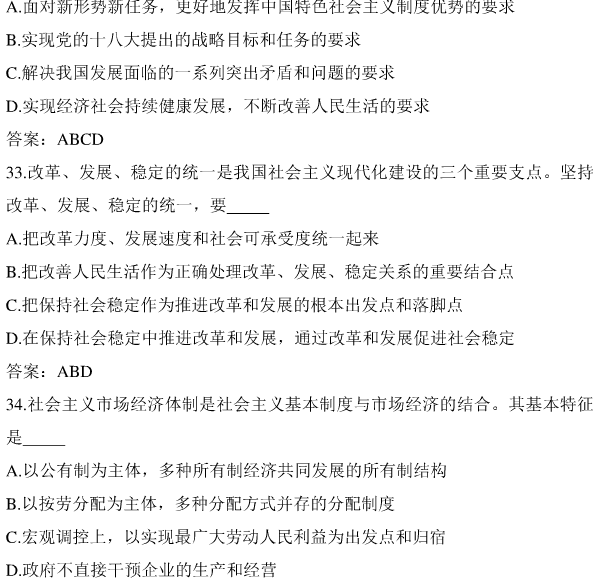 A.面对新形势新任务，更好地发挥中国特色社会主义制度优势的要求
B.实现党的十八大提出的战略目标和任务的要求
C.解决我国发展面临的一系列突出矛盾和问题的要求
D.实现经济社会持续健康发展，不断改善人民生活的要求
答案：ABCD
33.改革、发展、稳定的统一是我国社会主义现代化建设的三个重要支点。坚持
改革、发展、稳定的统一，要_____
A.把改革力度、发展速度和社会可承受度统一起来
B.把改善人民生活作为正确处理改革、发展、稳定关系的重要结合点
C.把保持社会稳定作为推进改革和发展的根本出发点和落脚点
D.在保持社会稳定中推进改革和发展，通过改革和发展促进社会稳定
答案：ABD
34.社会主义市场经济体制是社会主义基本制度与市场经济的结合。其基本特征
是_____
A.以公有制为主体，多种所有制经济共同发展的所有制结构
B.以按劳分配为主体，多种分配方式并存的分配制度
C.宏观调控上，以实现最广大劳动人民利益为出发点和归宿
D.政府不直接干预企业的生产和经营